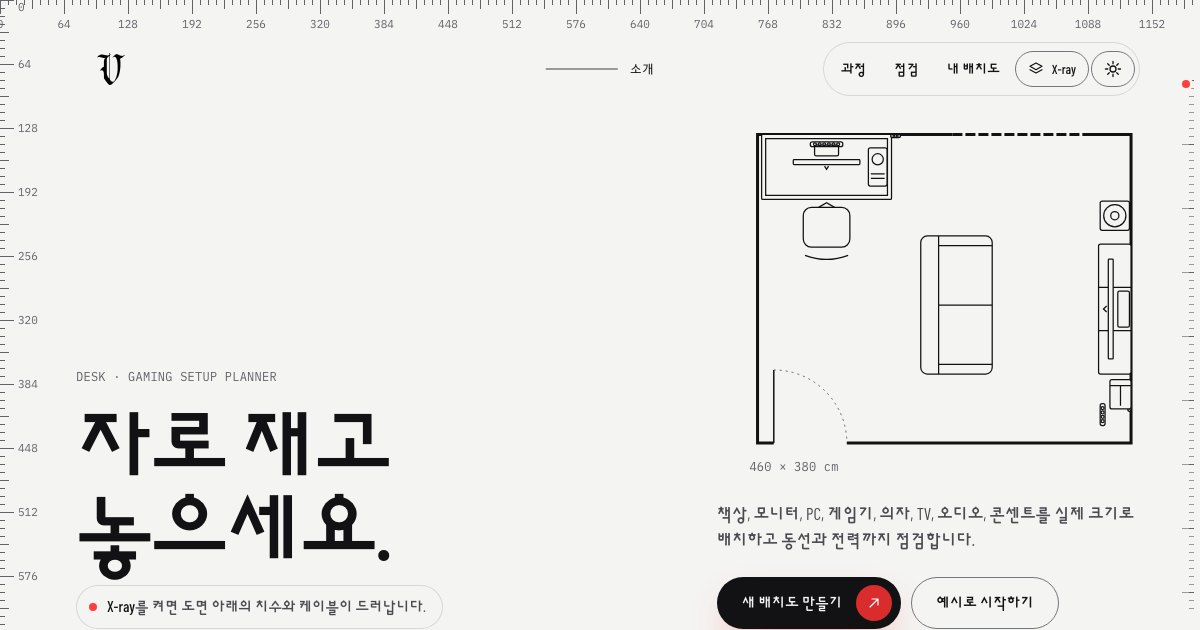 0 64 128 192 256 320 384 448 512 576 640 704 768 832 896 960 1024 1088 1152
64
128
192
256
320
384
448
512
576
V
소개
과정 점검 내 배치도 X-ray
460 × 380 cm
DESK · GAMING SETUP PLANNER
자로 재고
놓으세요.
X-ray를 켜면 도면 아래의 치수와 케이블이 드러납니다.
책상, 모니터, PC, 게임기, 의자, TV, 오디오, 콘센트를 실제 크기로
배치하고 동선과 전력까지 점검합니다.
새 배치도 만들기
예시로 시작하기